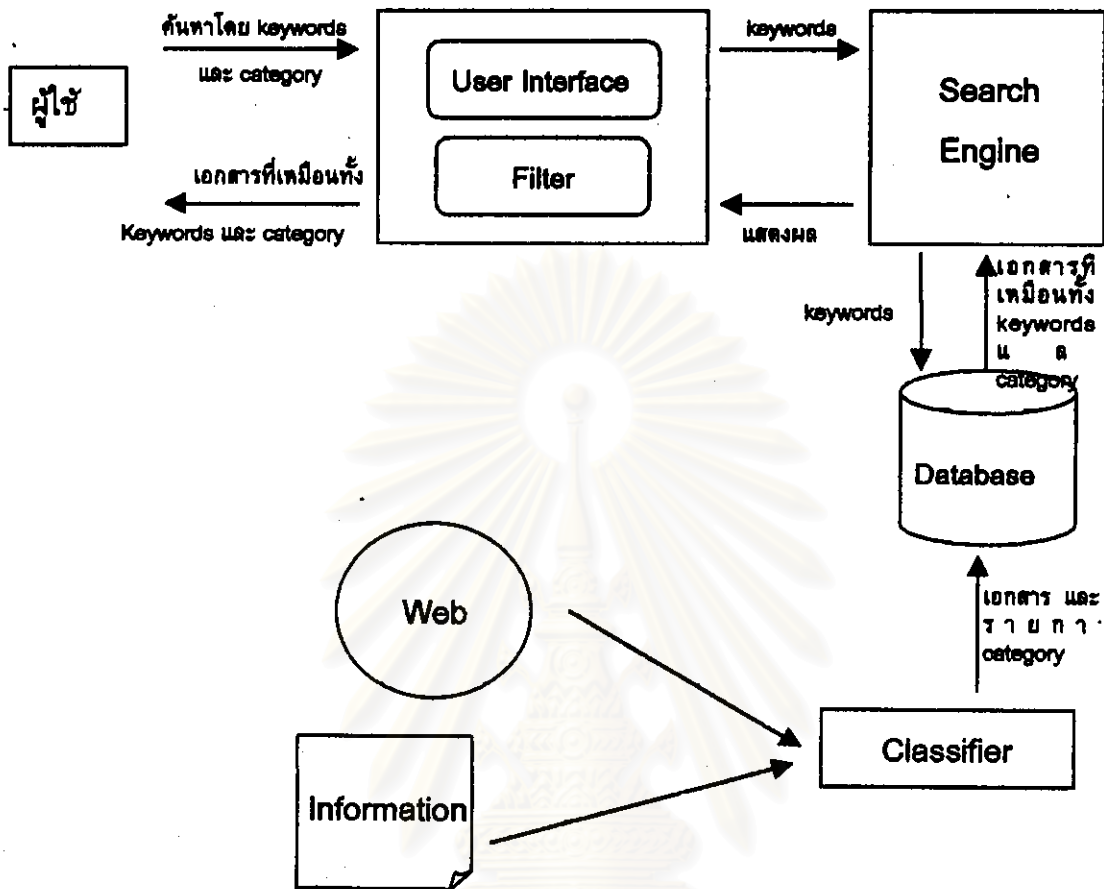 ค้นหาโดย keywords
และ category
ผู้ใช้
เอกสารที่เหมือนทั้ง
Keywords และ category
User Interface
Filter
keywords
แสดงผล
Search
Engine
keywords
เอกสารที
เหมือนทั้ง
keywords
แ ล
category
Database
เอกสาร และ
ร า ย ก า
category
Web
Information
Classifier